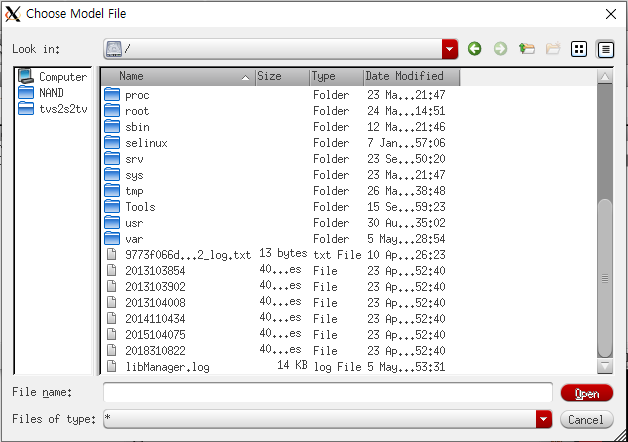 Choose Model File
Look in: /
Computer
NAND
tvs2s2tv
Name Size Type Date Modified
proc Folder 23 Ma...21:47
root Folder 24 Ma...14:51
sbin Folder 12 Ma...21:46
selinux Folder 7 Jan...57:06
srv Folder 23 Se...50:20
sys Folder 23 Ma...21:47
tmp Folder 26 Ma...38:48
Tools Folder 15 Se...59:23
usr Folder 30 Au...35:02
var Folder 5 May...28:54
9773f066d...2_log.txt 13 bytes txt File 10 Ap...26:23
2013103854 40...es File 23 Ap...52:40
2013103902 40...es File 23 Ap...52:40
2013104008 40...es File 23 Ap...52:40
2014110434 40...es File 23 Ap...52:40
2015104075 40...es File 23 Ap...52:40
2018310822 40...es File 23 Ap...52:40
libManager.log 14 KB log File 5 May...53:31
File name: Open
Files of type: * Cancel